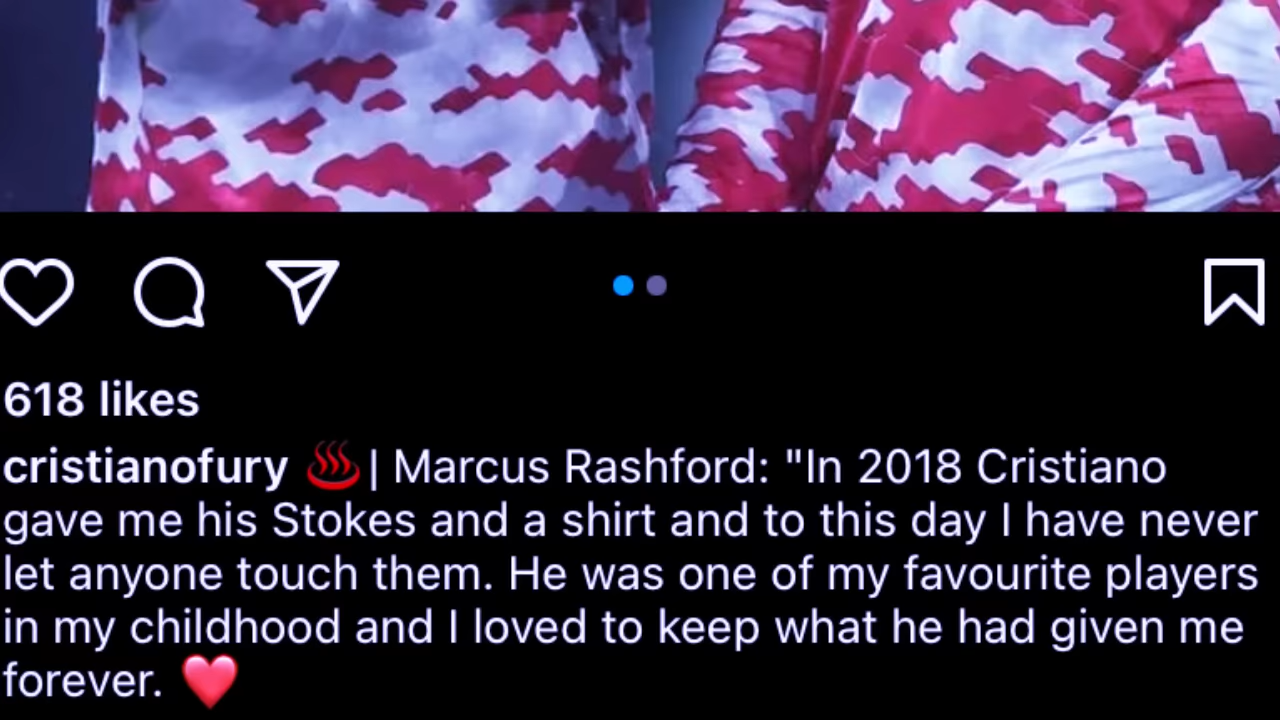 618 likes
cristianofury ♨️| Marcus Rashford: "In 2018 Cristiano
gave me his Stokes and a shirt and to this day I have never
let anyone touch them. He was one of my favourite players
in my childhood and I loved to keep what he had given me
forever. ❤️